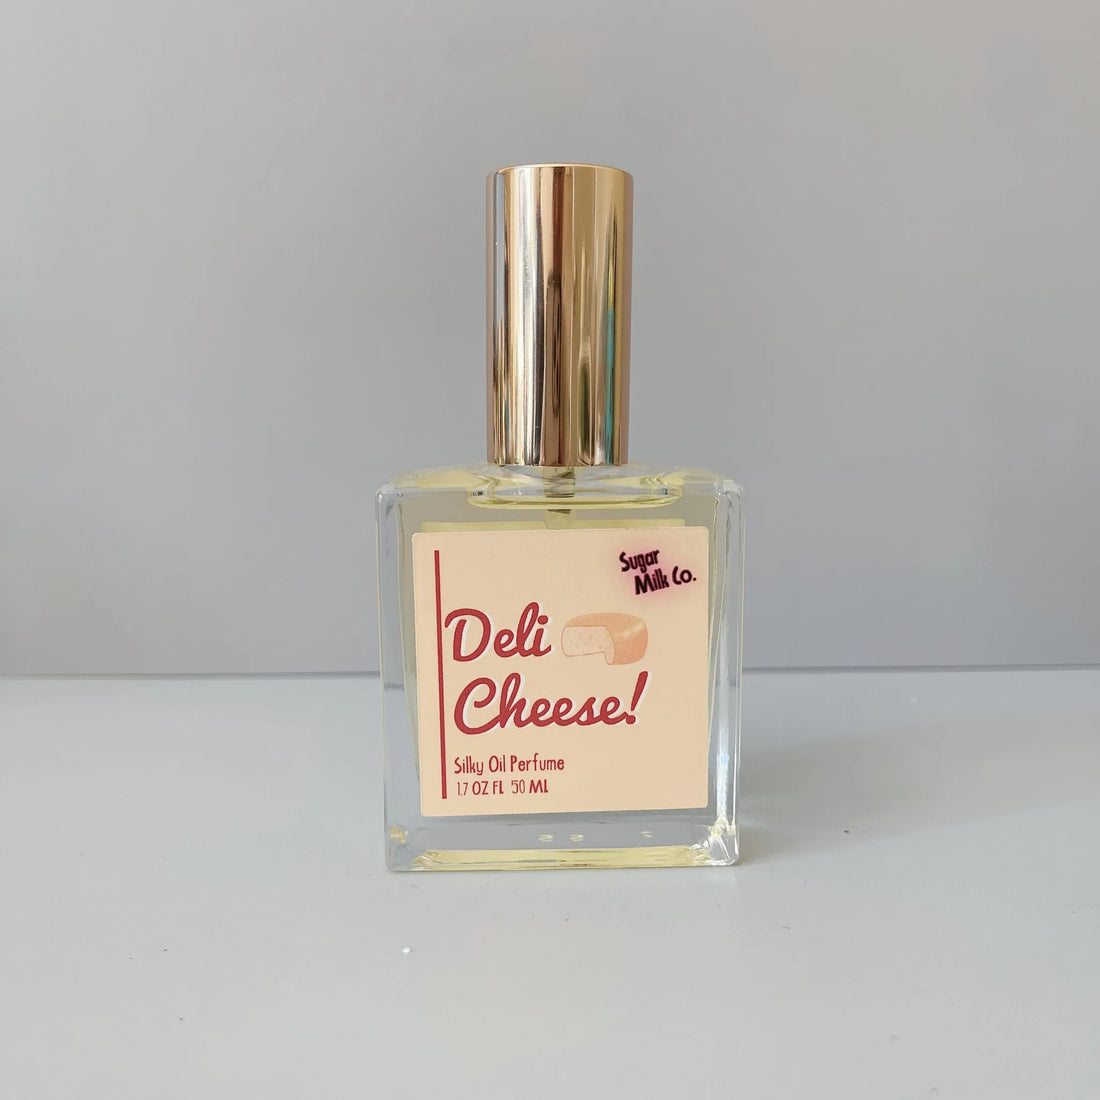 Sugar
Milk Co.
Deli
Cheese!
Silky Oil Perfume
1.7 OZ FL 50 ML